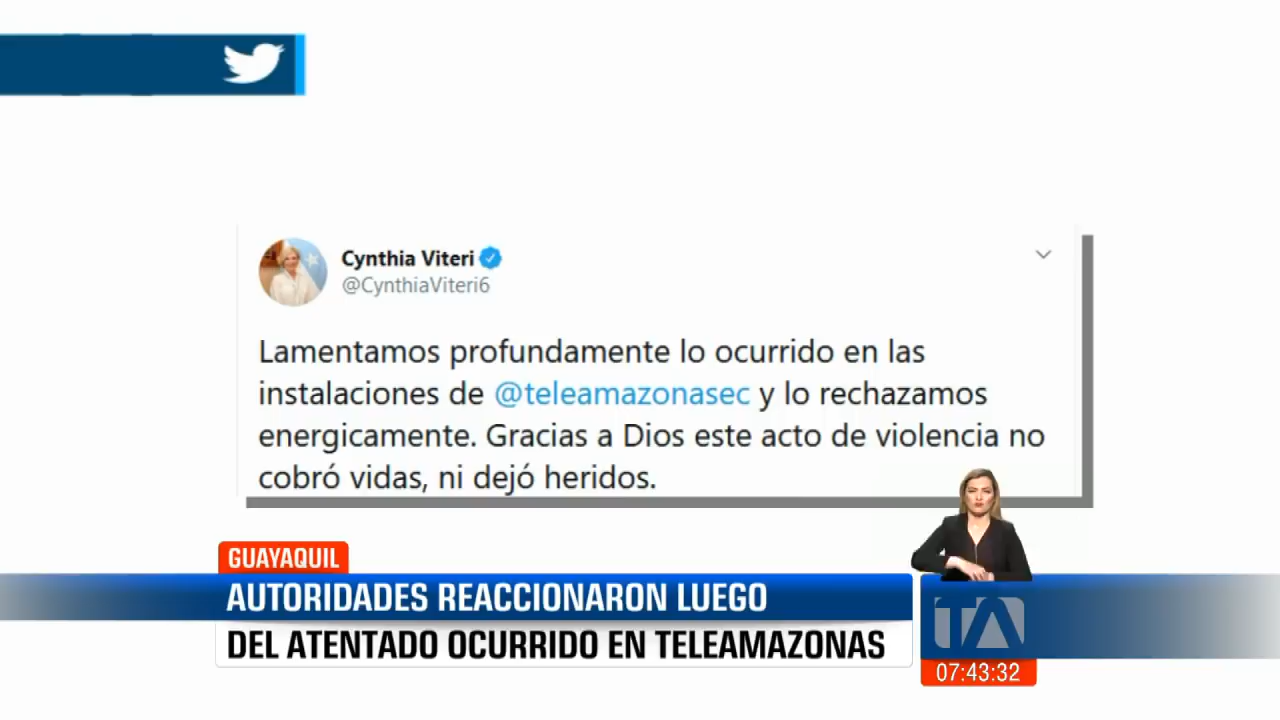 Cynthia Viteri
@CynthiaViteri6
Lamentamos profundamente lo ocurrido en las
instalaciones de @teleamazonasec y lo rechazamos
energicamente. Gracias a Dios este acto de violencia no
cobró vidas, ni dejó heridos.
GUAYAQUIL
AUTORIDADES REACCIONARON LUEGO
DEL ATENTADO OCURRIDO EN TELEAMAZONAS
TA
07:43:32